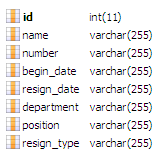 id int(11)
name varchar(255)
number varchar(255)
begin_date varchar(255)
resign_date varchar(255)
department varchar(255)
position varchar(255)
resign_type varchar(255)